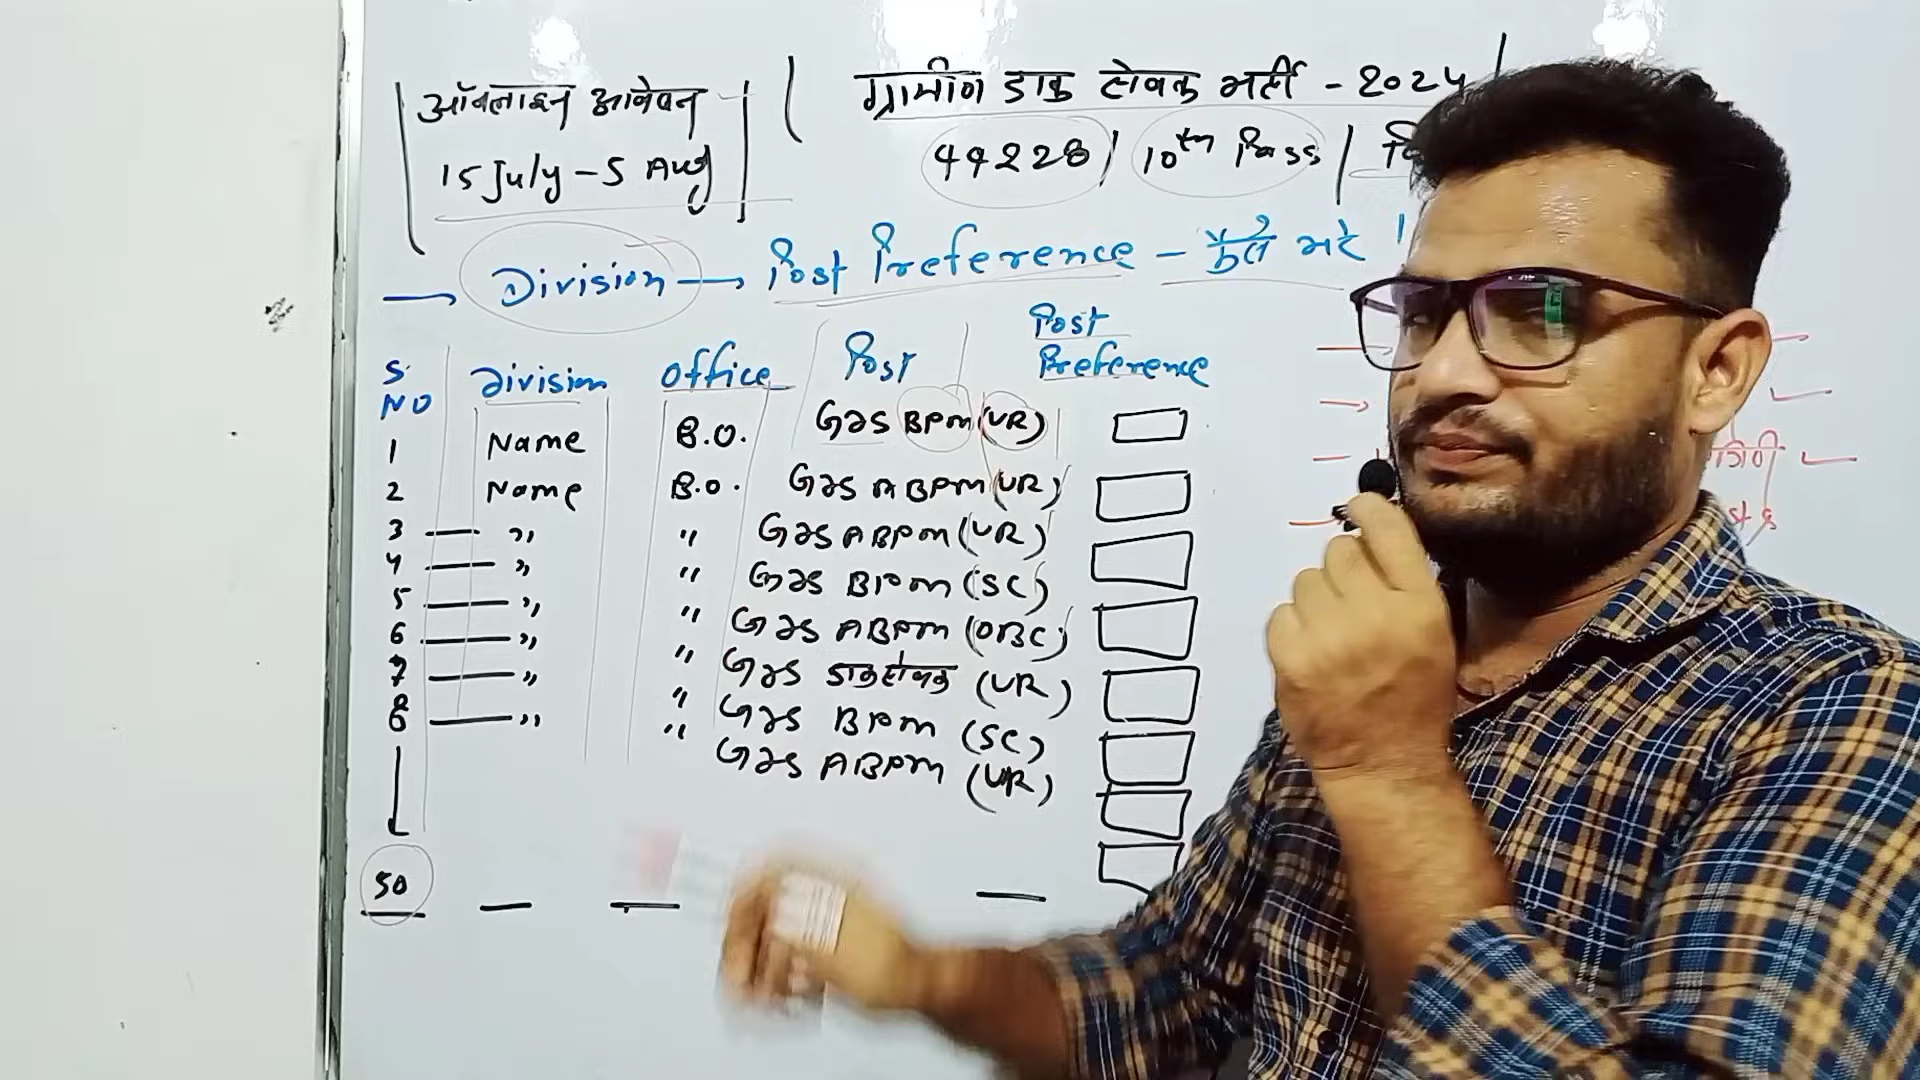 ऑनलाइन आवेदन
15 July - 5 Aug
ग्रामीण डाक सेवक भर्ती - 2024
44228 / 10th Pass /
Division → Post Preference - कैसे भरे
S. NO Division Office Post Post Preference
1 Name B.O. GDS BPM (UR)
2 Name B.O. GDS ABPM (UR)
3 — " " GDS ABPM (UR)
4 — " " GDS BPM (SC)
5 — " " GDS ABPM (OBC)
6 — " " GDS डाक सेवक (UR)
7 — " " GDS BPM (SC)
8 — " " GDS ABPM (UR)
50